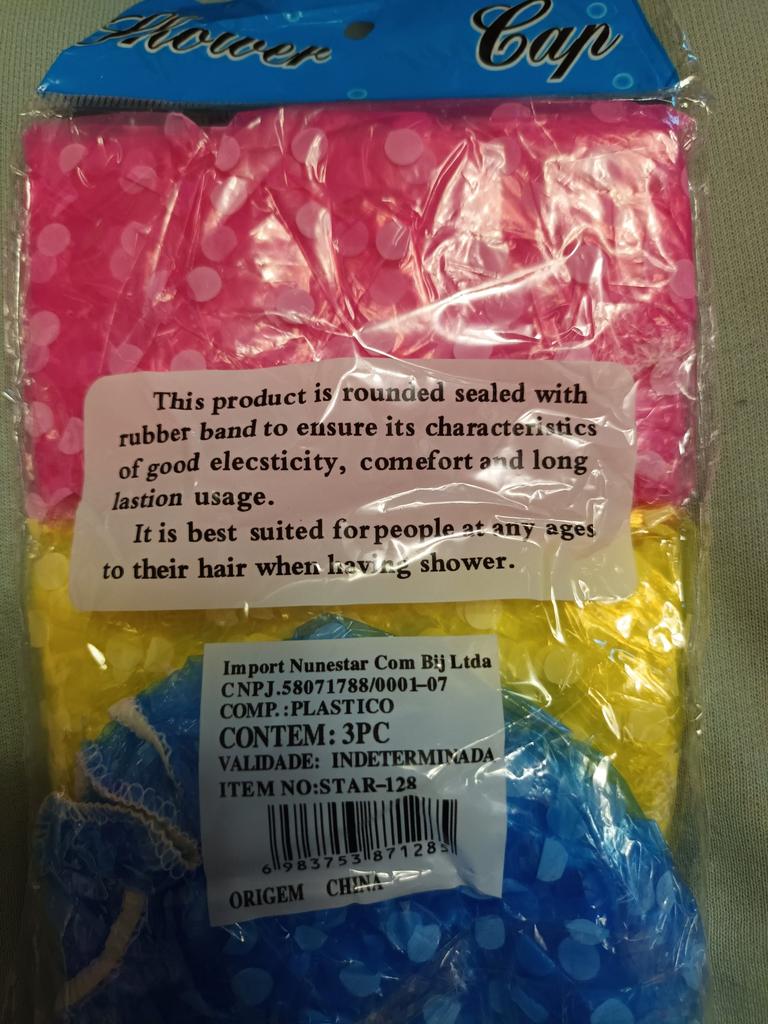 Shower Cap
This product is rounded sealed with
rubber band to ensure its characteristics
of good elecsticity, comefort and long
lastion usage.
It is best suited for people at any ages
to their hair when having shower.
Import Nunestar Com Bij Ltda
CNPJ.58071788/0001-07
COMP.:PLASTICO
CONTEM: 3PC
VALIDADE: INDETERMINADA
ITEM NO:STAR-128
6 983753 871285
ORIGEM CHINA